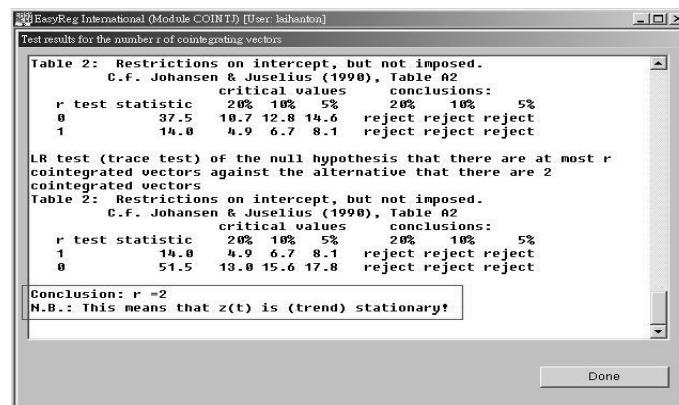 EasyReg International (Module COINTJ) [User: laihanton]
Test results for the number r of cointegrating vectors
Table 2: Restrictions on intercept, but not imposed.
C.f. Johansen & Juselius (1990), Table A2
critical values conclusions:
r test statistic 20% 10% 5% 20% 10% 5%
0 37.5 10.7 12.8 14.6 reject reject reject
1 14.0 4.9 6.7 8.1 reject reject reject
LR test (trace test) of the null hypothesis that there are at most r
cointegrated vectors against the alternative that there are 2
cointegrated vectors
Table 2: Restrictions on intercept, but not imposed.
C.f. Johansen & Juselius (1990), Table A2
critical values conclusions:
r test statistic 20% 10% 5% 20% 10% 5%
1 14.0 4.9 6.7 8.1 reject reject reject
0 51.5 13.0 15.6 17.8 reject reject reject
Conclusion: r =2
N.B.: This means that z(t) is (trend) stationary!
Done